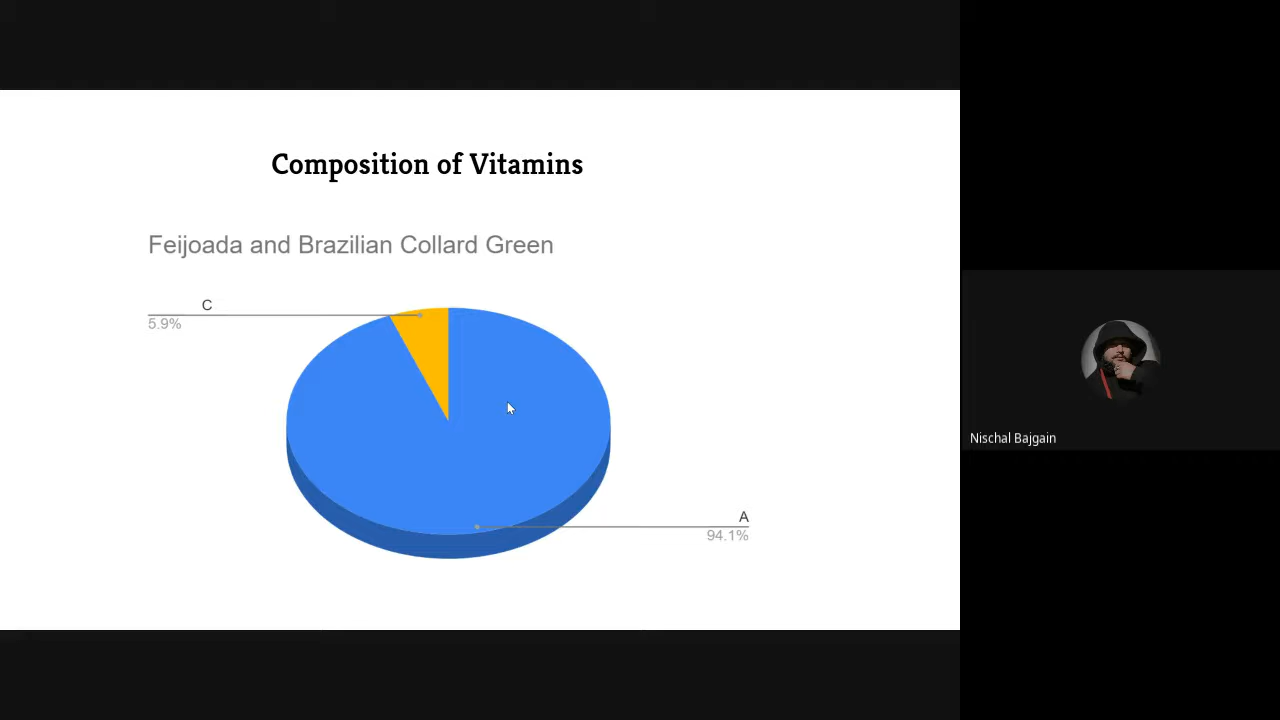 Composition of Vitamins
Feijoada and Brazilian Collard Green
C
5.9%
A
94.1%
Nischal Bajgain